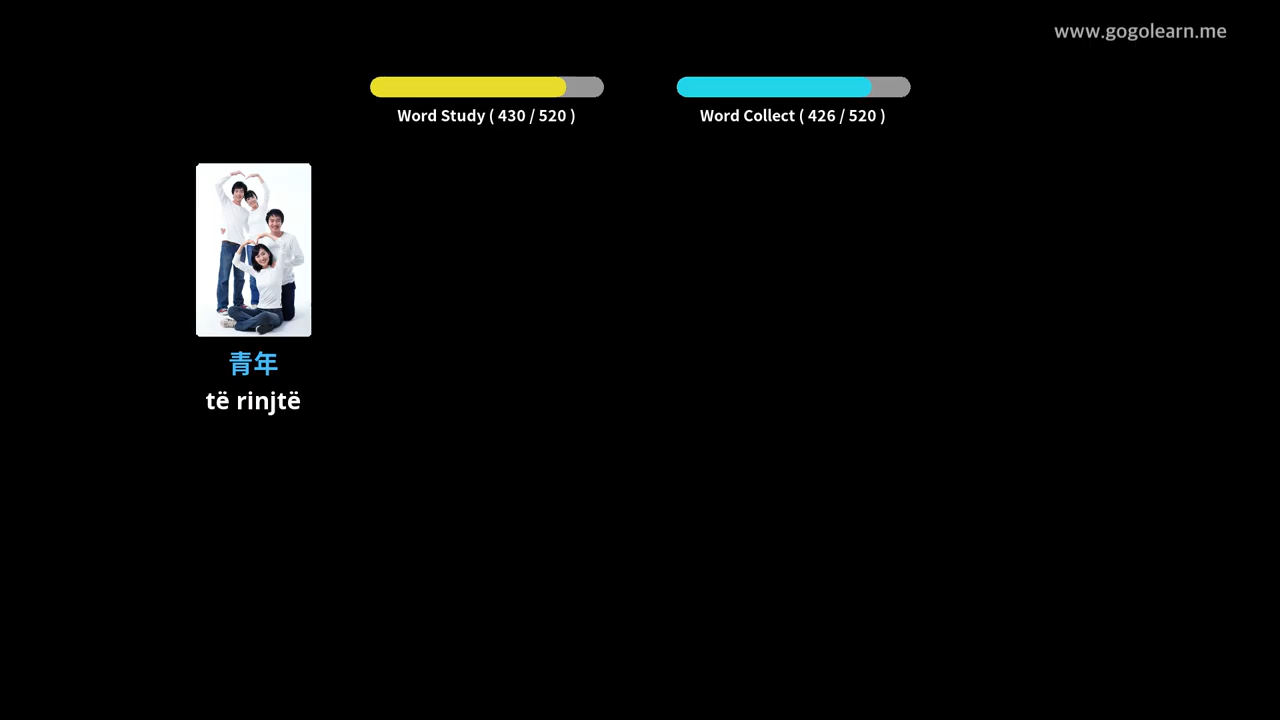 www.gogolearn.me
Word Study ( 430 / 520 )
Word Collect ( 426 / 520 )
青年
të rinjtë